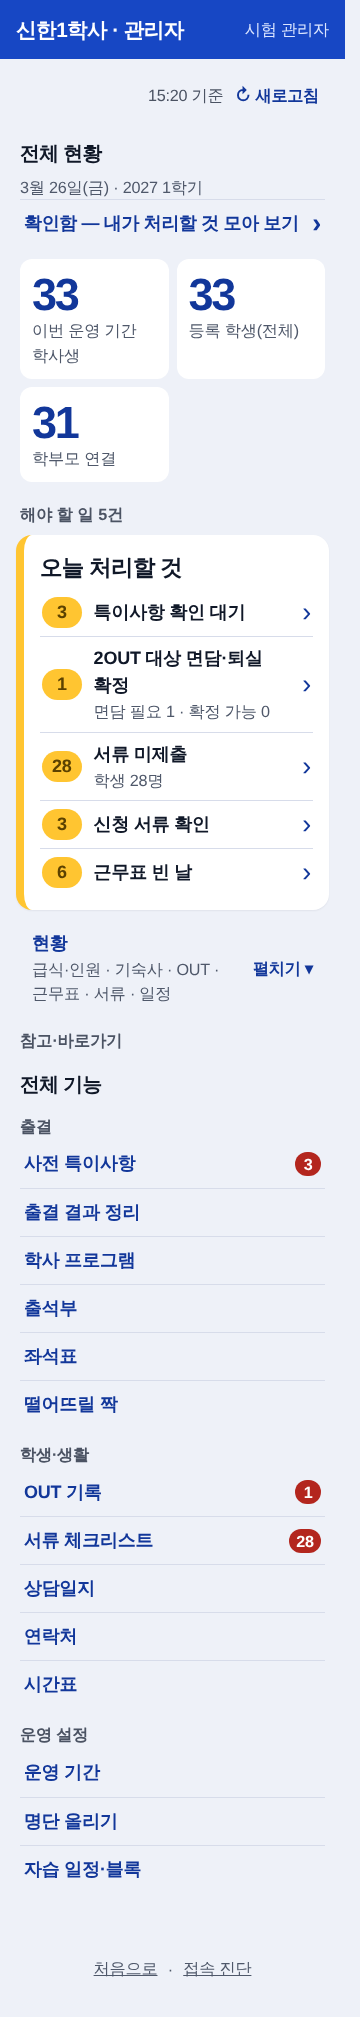 신한1학사 · 관리자 시험 관리자
15:20 기준 ↻ 새로고침
전체 현황
3월 26일(금) · 2027 1학기
확인함 — 내가 처리할 것 모아 보기 ›
33 33
이번 운영 기간 등록 학생(전체)
학사생
31
학부모 연결
해야 할 일 5건
오늘 처리할 것
3 특이사항 확인 대기 ›
2OUT 대상 면담·퇴실
1 확정 ›
면담 필요 1 · 확정 가능 0
28 서류 미제출 ›
학생 28명
3 신청 서류 확인 ›
6 근무표 빈 날 ›
현황
급식·인원 · 기숙사 · OUT · 펼치기 ▾
근무표 · 서류 · 일정
참고·바로가기
전체 기능
출결
사전 특이사항 3
출결 결과 정리
학사 프로그램
출석부
좌석표
떨어뜨릴 짝
학생·생활
OUT 기록 1
서류 체크리스트 28
상담일지
연락처
시간표
운영 설정
운영 기간
명단 올리기
자습 일정·블록
처음으로 · 접속 진단